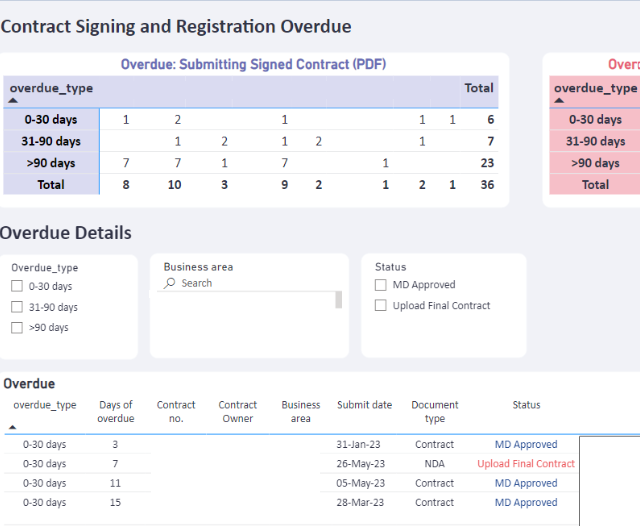 Contract Signing and Registration Overdue
Overdue: Submitting Signed Contract (PDF)
overdue_type Total
0-30 days 1 2 1 1 1 6
31-90 days 1 2 1 2 1 7
>90 days 7 7 1 7 1 23
Total 8 10 3 9 2 1 2 1 36
Overd
overdue_type
0-30 days
31-90 days
>90 days
Total
Overdue Details
Overdue_type
0-30 days
31-90 days
>90 days
Business area
Search
Status
MD Approved
Upload Final Contract
Overdue
overdue_type Days of overdue Contract no. Contract Owner Business area Submit date Document type Status
0-30 days 3 31-Jan-23 Contract MD Approved
0-30 days 7 26-May-23 NDA Upload Final Contract
0-30 days 11 05-May-23 Contract MD Approved
0-30 days 15 28-Mar-23 Contract MD Approved